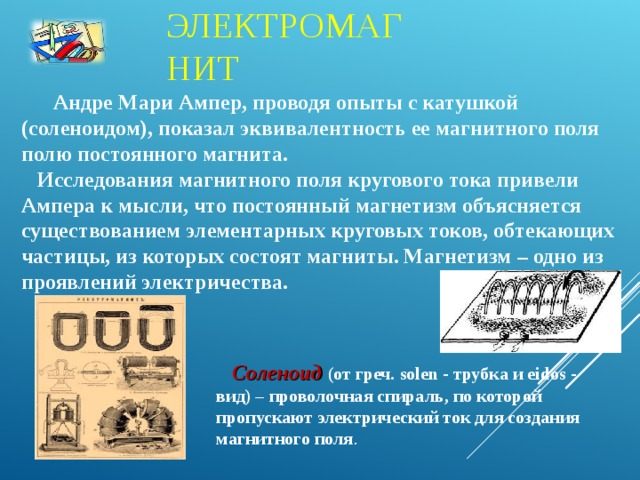 ЭЛЕКТРОМАГ
НИТ
Андре Мари Ампер, проводя опыты с катушкой
(соленоидом), показал эквивалентность ее магнитного поля
полю постоянного магнита.
Исследования магнитного поля кругового тока привели
Ампера к мысли, что постоянный магнетизм объясняется
существованием элементарных круговых токов, обтекающих
частицы, из которых состоят магниты. Магнетизм – одно из
проявлений электричества.
Соленоид (от греч. solen - трубка и eidos -
вид) – проволочная спираль, по которой
пропускают электрический ток для создания
магнитного поля.